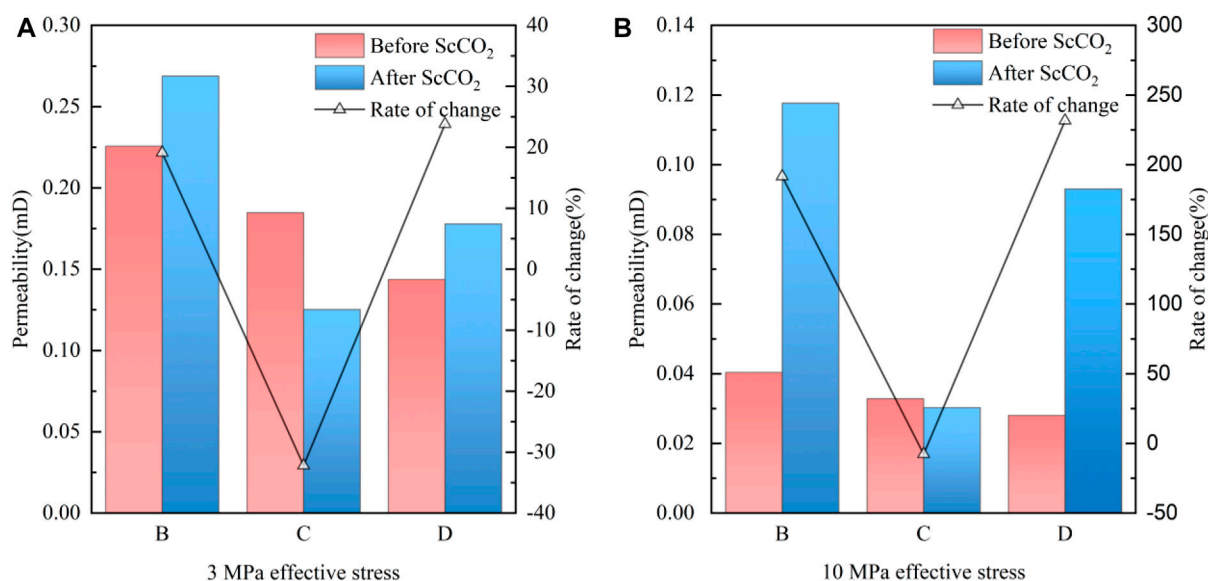 A
Before ScCO₂
After ScCO₂
Rate of change
Permeability(mD)
0.30
0.25
0.20
0.15
0.10
0.05
0.00
40
30
20
10
0
-10
-20
-30
-40
Rate of change(%)
B
C
D
3 MPa effective stress
B
Before ScCO₂
After ScCO₂
Rate of change
Permeability(mD)
0.14
0.12
0.10
0.08
0.06
0.04
0.02
0.00
300
250
200
150
100
50
0
-50
Rate of change(%)
B
C
D
10 MPa effective stress